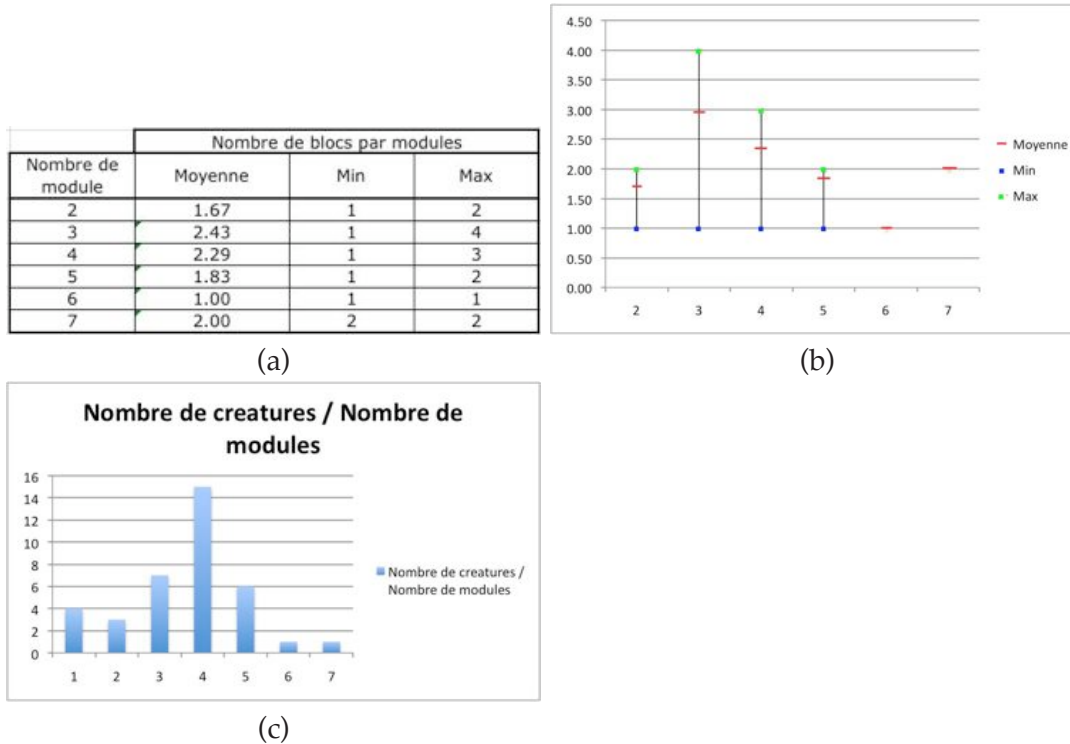 Nombre de blocs par modules
Nombre de module Moyenne Min Max
2 1.67 1 2
3 2.43 1 4
4 2.29 1 3
5 1.83 1 2
6 1.00 1 1
7 2.00 2 2
(a)
4.50
4.00
3.50
3.00
2.50
2.00
1.50
1.00
0.50
0.00
2 3 4 5 6 7
Moyenne
Min
Max
(b)
Nombre de creatures / Nombre de
modules
16
14
12
10
8
6
4
2
0
1 2 3 4 5 6 7
Nombre de creatures /
Nombre de modules
(c)